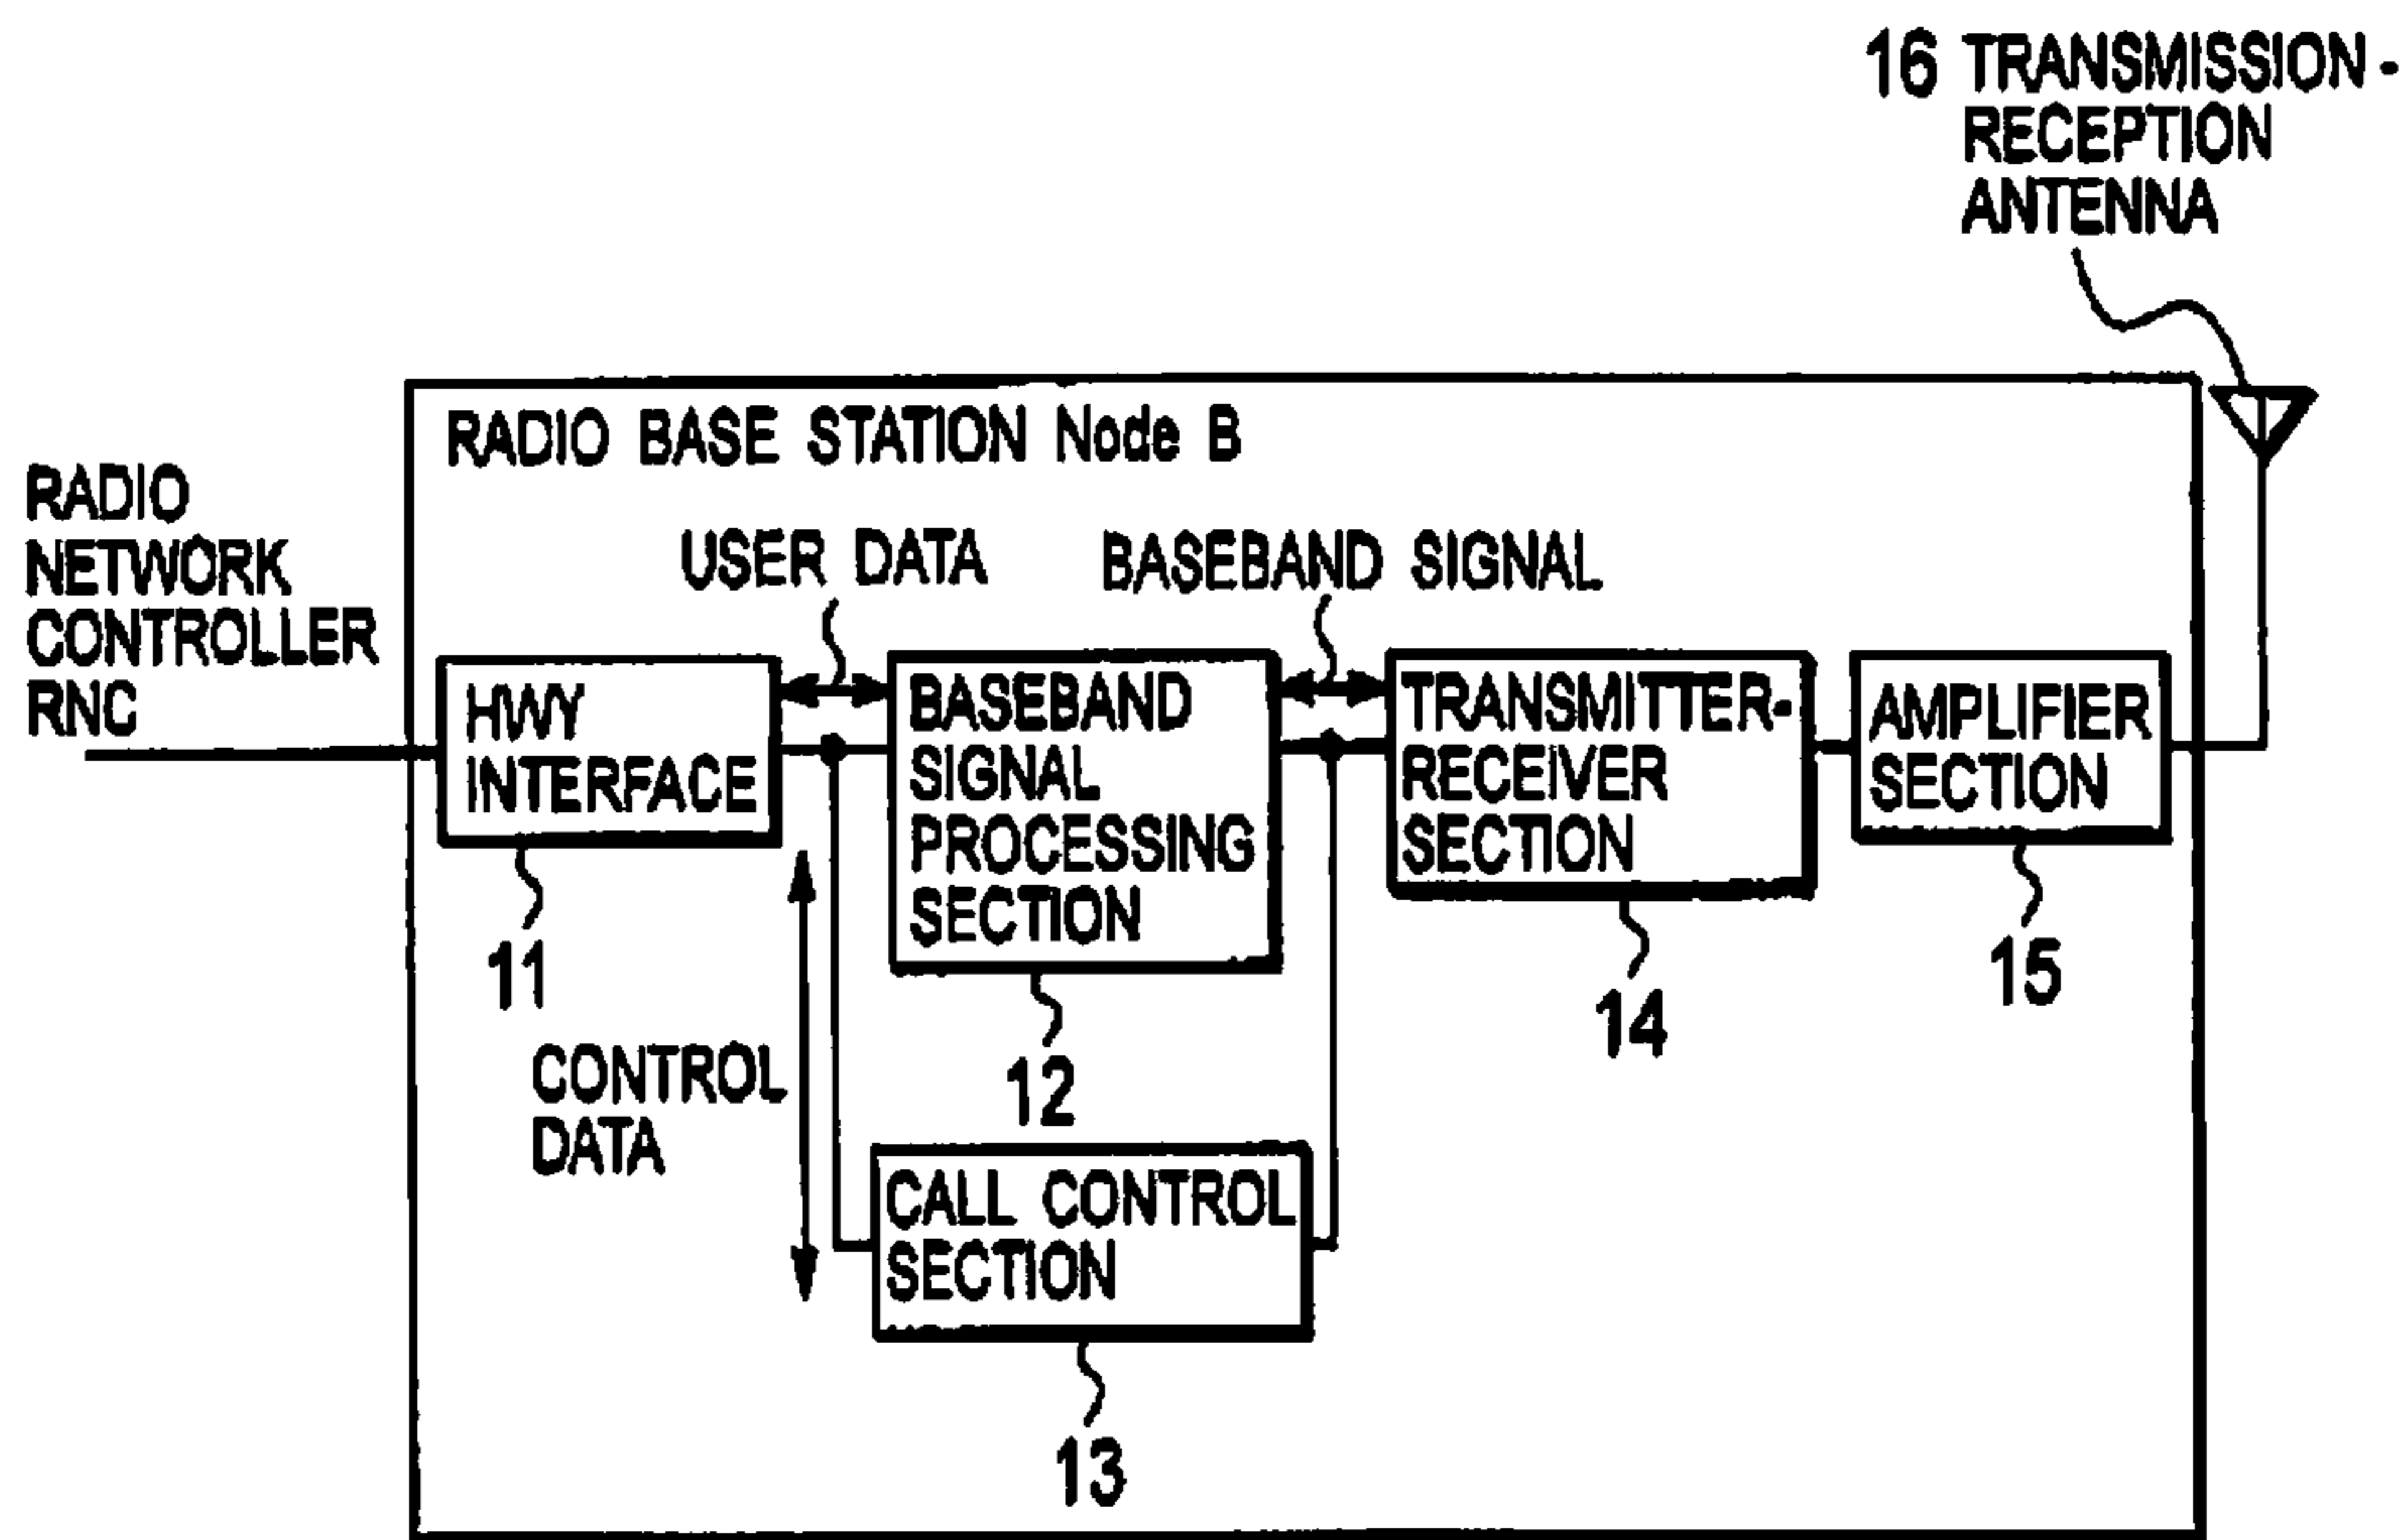 16 TRANSMISSION-
RECEPTION
ANTENNA
RADIO BASE STATION Node B
RADIO
NETWORK
CONTROLLER
RNC
USER DATA
BASEBAND SIGNAL
HWY
INTERFACE
BASEBAND
SIGNAL
PROCESSING
SECTION
TRANSMITTER-
RECEIVER
SECTION
AMPLIFIER
SECTION
11
12
14
15
CONTROL
DATA
CALL CONTROL
SECTION
13